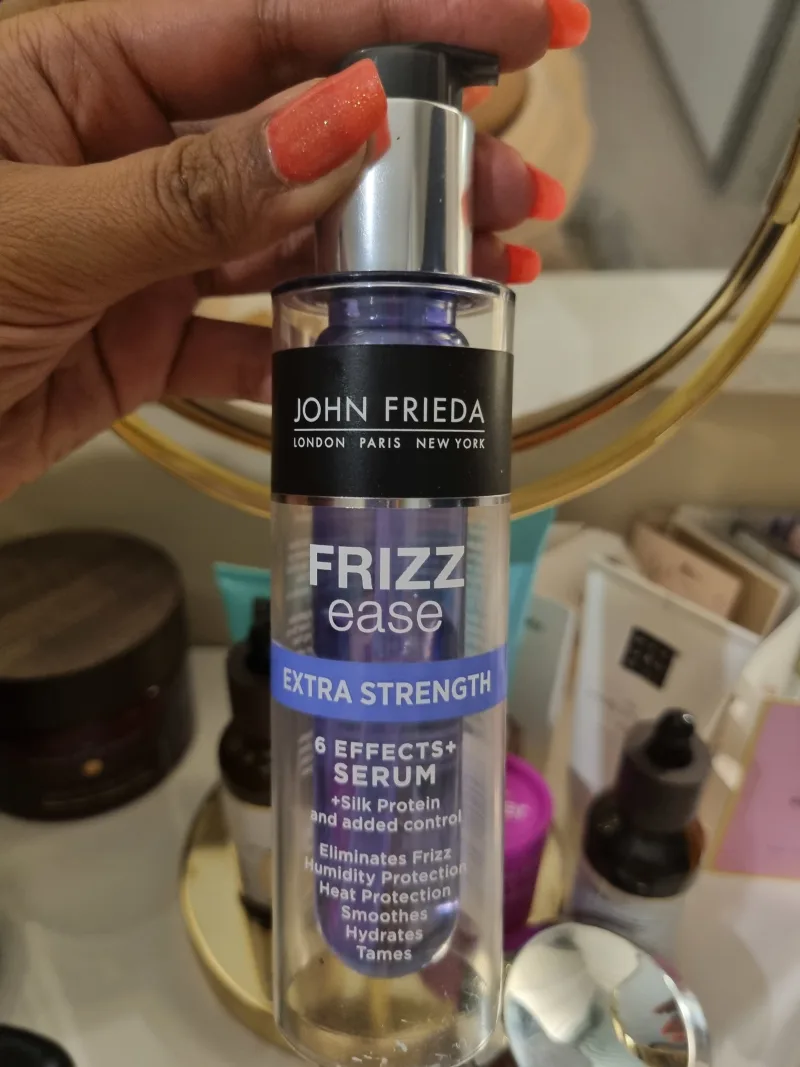 JOHN FRIEDA
LONDON PARIS NEW YORK
FRIZZ
ease
EXTRA STRENGTH
6 EFFECTS+
SERUM
+Silk Protein
and added control
Eliminates Frizz
Humidity Protection
Heat Protection
Smoothes
Hydrates
Tames